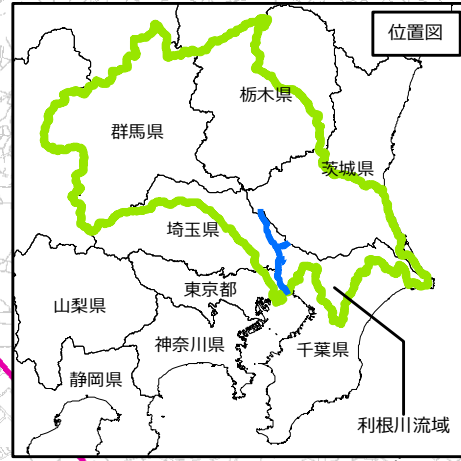 位置図
栃木県
群馬県
茨城県
埼玉県
東京都
山梨県
神奈川県
千葉県
静岡県
利根川流域